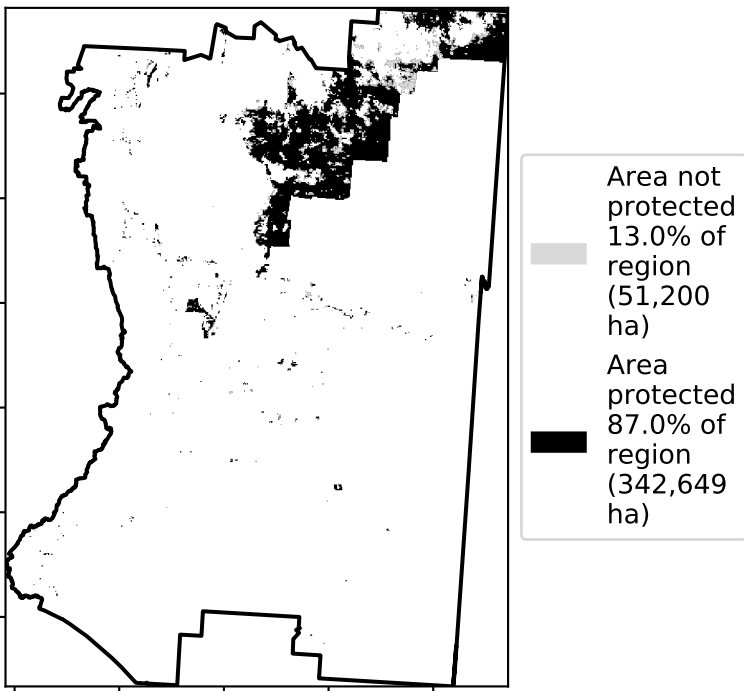 Area not
protected
13.0% of
region
(51,200
ha)
Area
protected
87.0% of
region
(342,649
ha)